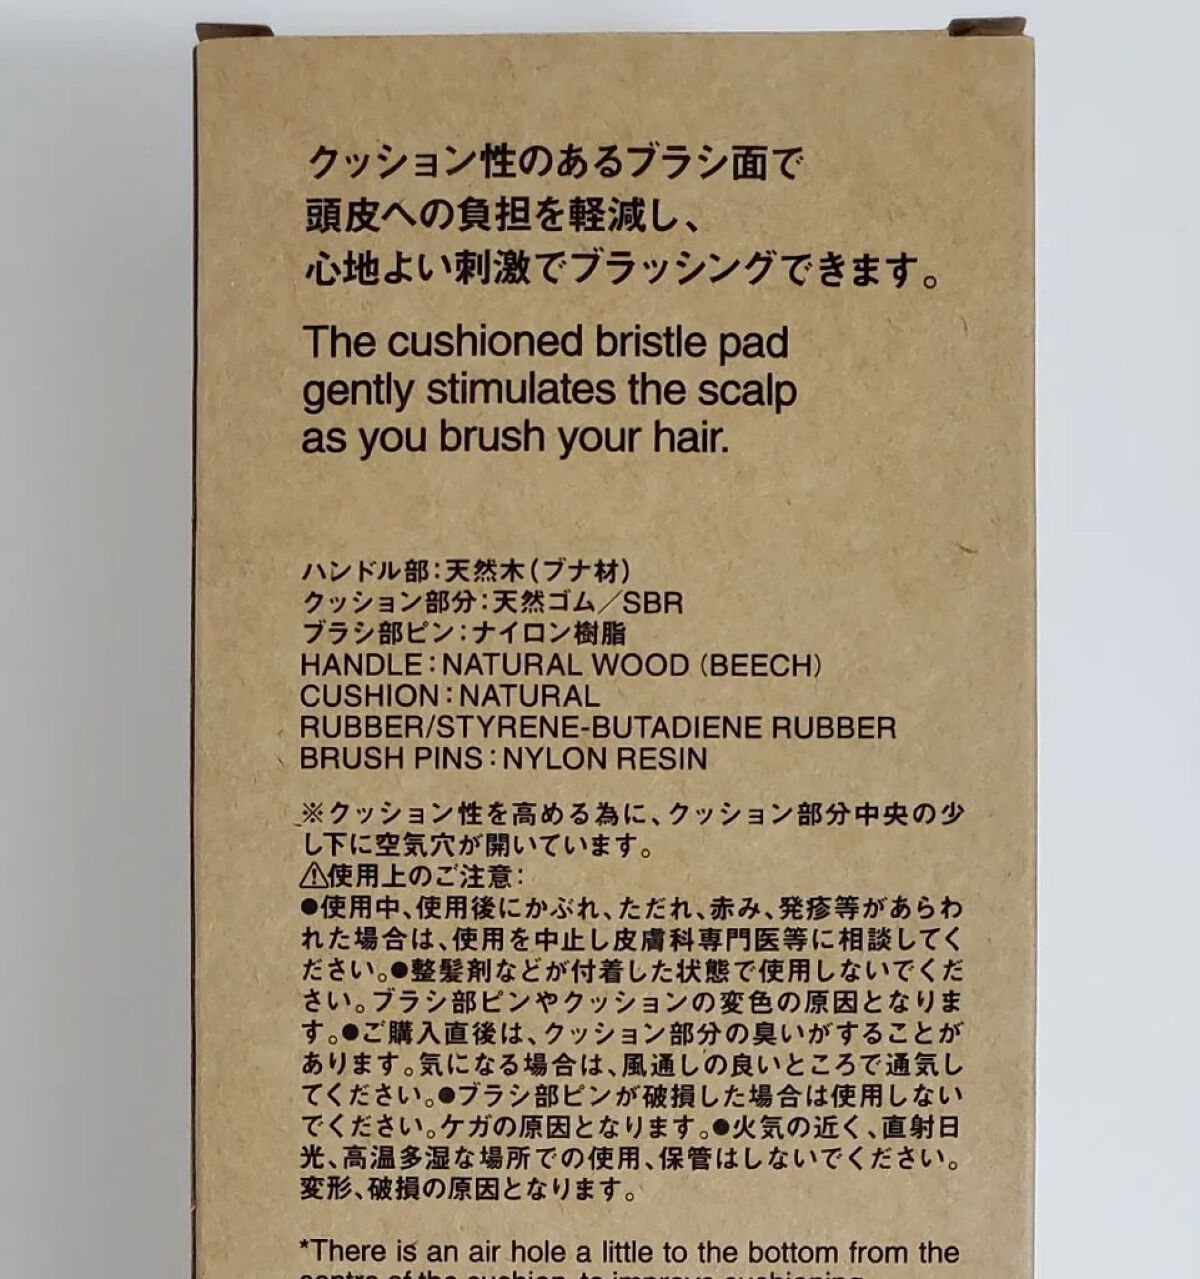 クッション性のあるブラシ面で
頭皮への負担を軽減し、
心地よい刺激でブラッシングできます。
The cushioned bristle pad
gently stimulates the scalp
as you brush your hair.
ハンドル部:天然木(ブナ材)
クッション部分:天然ゴム/SBR
ブラシ部ピン:ナイロン樹脂
HANDLE:NATURAL WOOD (BEECH)
CUSHION:NATURAL
RUBBER/STYRENE-BUTADIENE RUBBER
BRUSH PINS:NYLON RESIN
※クッション性を高める為に、クッション部分中央の少
し下に空気穴が開いています。
⚠使用上のご注意:
●使用中、使用後にかぶれ、ただれ、赤み、発疹等があらわ
れた場合は、使用を中止し皮膚科専門医等に相談してく
ださい。●整髪剤などが付着した状態で使用しないでくだ
さい。ブラシ部ピンやクッションの変色の原因となりま
す。●ご購入直後は、クッション部分の臭いがすることが
あります。気になる場合は、風通しの良いところで通気し
てください。●ブラシ部ピンが破損した場合は使用しない
でください。ケガの原因となります。●火気の近く、直射日
光、高温多湿な場所での使用、保管はしないでください。
変形、破損の原因となります。
*There is an air hole a little to the bottom from the
centre of the cushion, to improve cushioning.